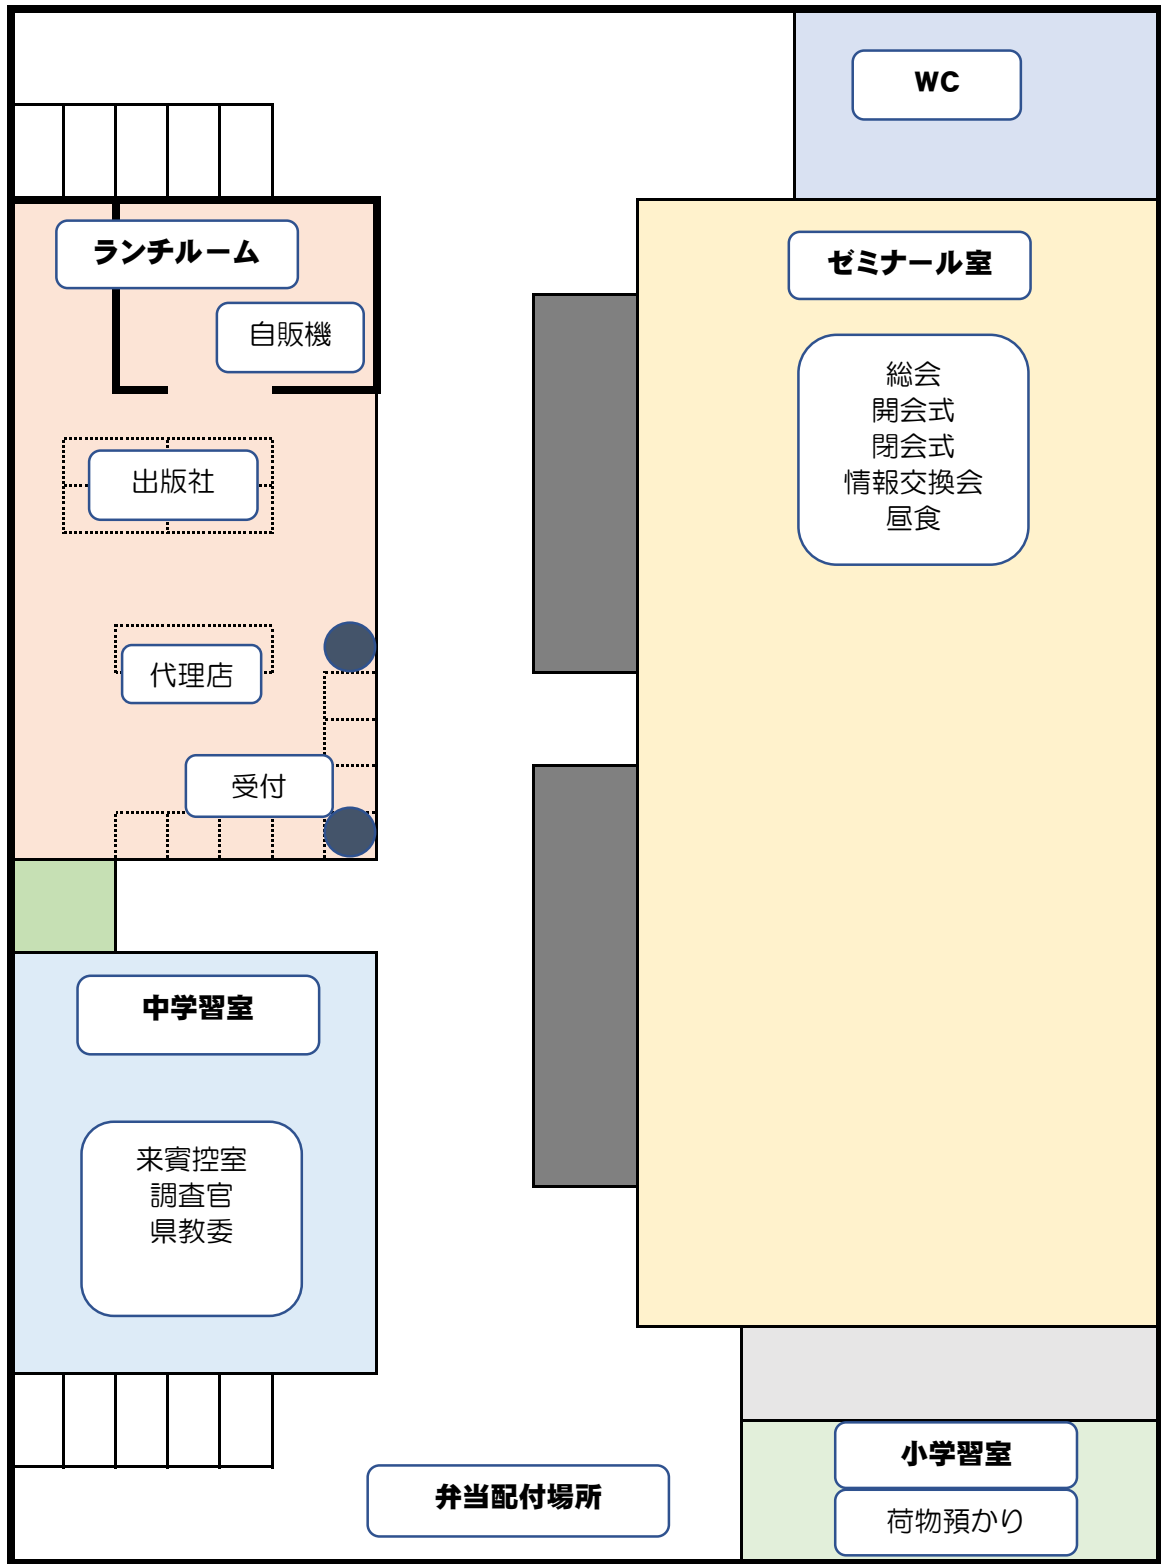 WC
ランチルーム
自販機
ゼミナール室
総会
開会式
閉会式
情報交換会
昼食
出版社
代理店
受付
中学習室
来賓控室
調査官
県教委
小学習室
荷物預かり
弁当配付場所